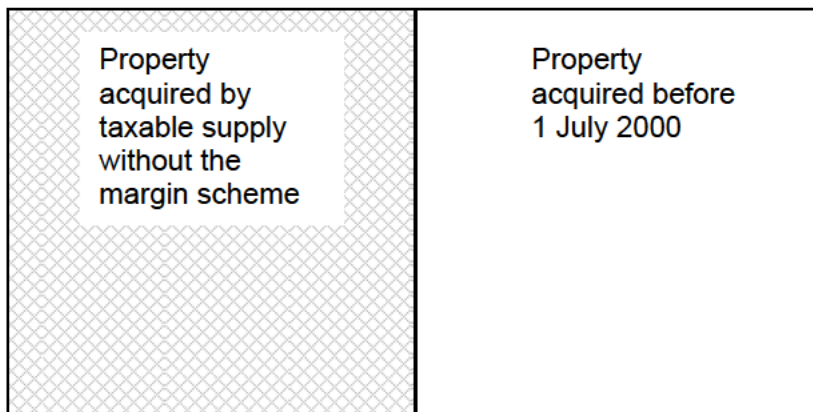 Property
acquired by
taxable supply
without the
margin scheme
Property
acquired before
1 July 2000